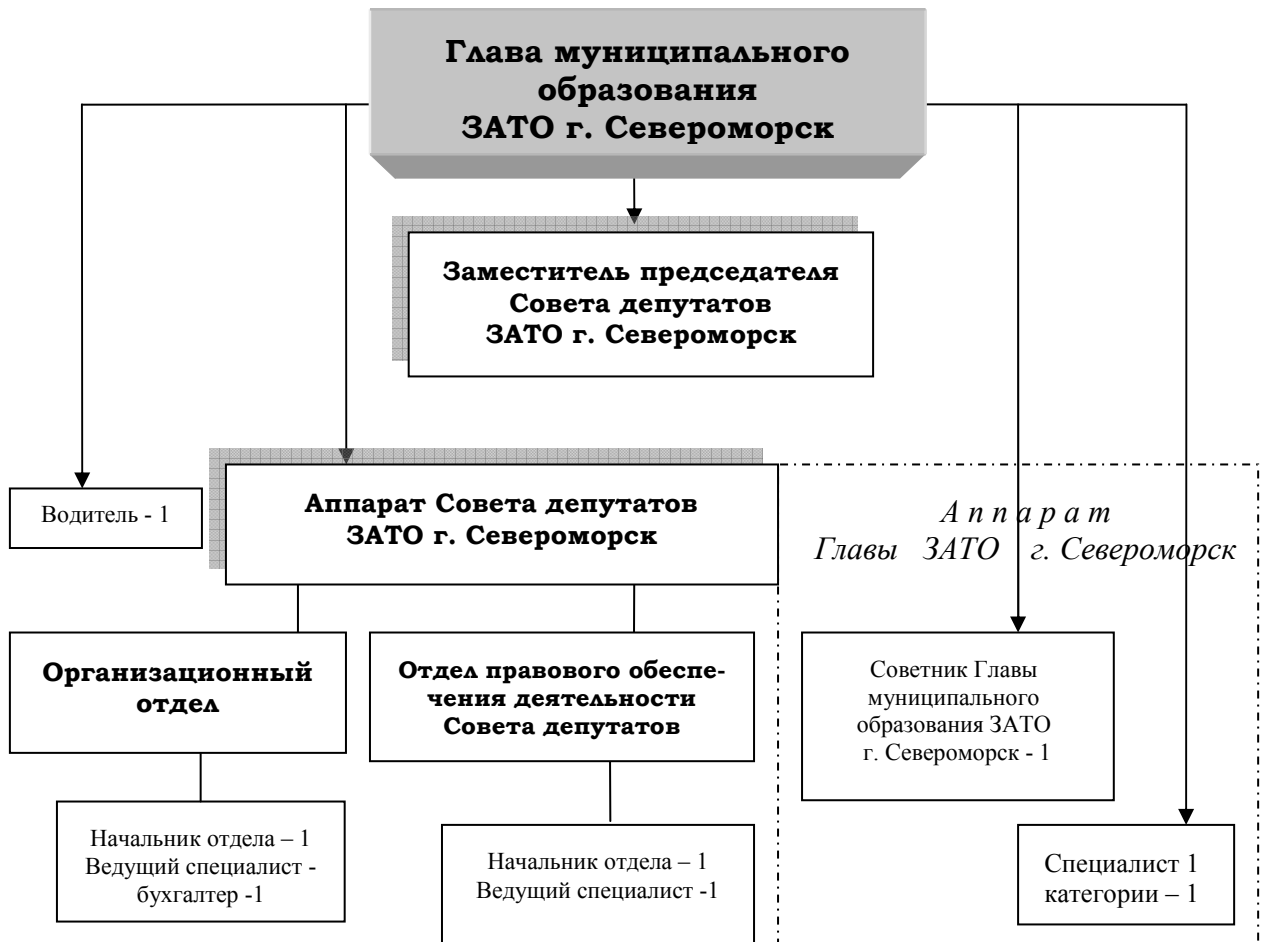 Глава муниципального
образования
ЗАТО г. Североморск
Заместитель председателя
Совета депутатов
ЗАТО г. Североморск
Водитель - 1
Аппарат Совета депутатов
ЗАТО г. Североморск
А п п а р а т
Главы ЗАТО г. Североморск
Организационный
отдел
Отдел правового обеспе-
чения деятельности
Совета депутатов
Советник Главы
муниципального
образования ЗАТО
г. Североморск - 1
Начальник отдела – 1
Ведущий специалист -
бухгалтер -1
Начальник отдела – 1
Ведущий специалист -1
Специалист 1
категории – 1